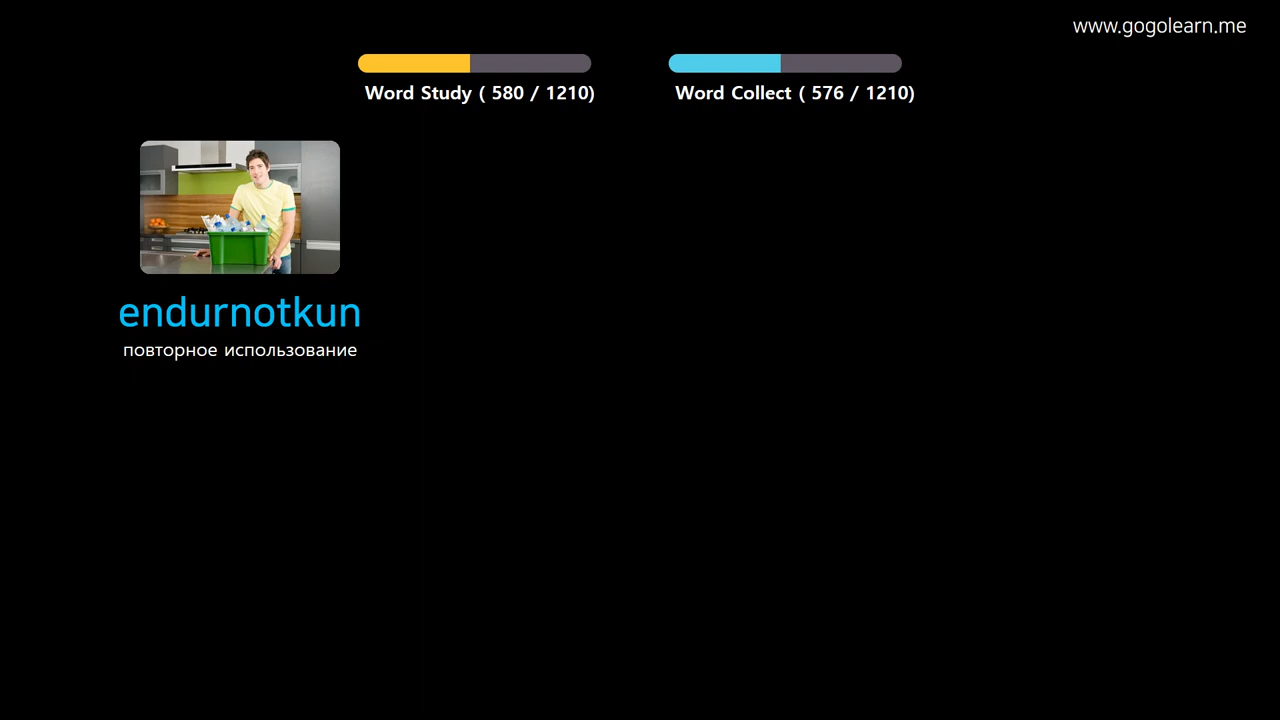 www.gogolearn.me
Word Study ( 580 / 1210)
Word Collect ( 576 / 1210)
endurnotkun
повторное использование